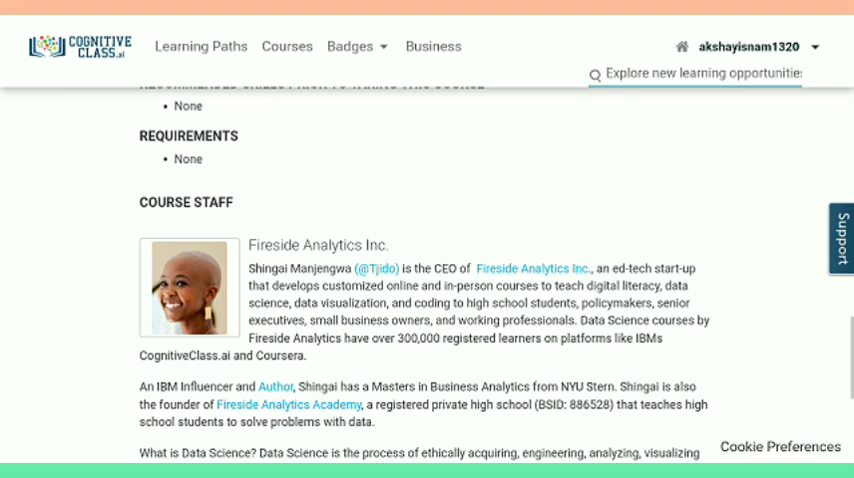 COGNITIVE
CLASS.ai
Learning Paths Courses Badges Business
akshayisnam1320
Explore new learning opportunities
RECOMMENDED SKILLS PRIOR TO TAKING THIS COURSE
• None
REQUIREMENTS
• None
COURSE STAFF
Support
Fireside Analytics Inc.
Shingai Manjengwa (@Tjido) is the CEO of Fireside Analytics Inc., an ed-tech start-up
that develops customized online and in-person courses to teach digital literacy, data
science, data visualization, and coding to high school students, policymakers, senior
executives, small business owners, and working professionals. Data Science courses by
Fireside Analytics have over 300,000 registered learners on platforms like IBMs
CognitiveClass.ai and Coursera.
An IBM Influencer and Author, Shingai has a Masters in Business Analytics from NYU Stern. Shingai is also
the founder of Fireside Analytics Academy, a registered private high school (BSID: 886528) that teaches high
school students to solve problems with data.
What is Data Science? Data Science is the process of ethically acquiring, engineering, analyzing, visualizing
Cookie Preferences